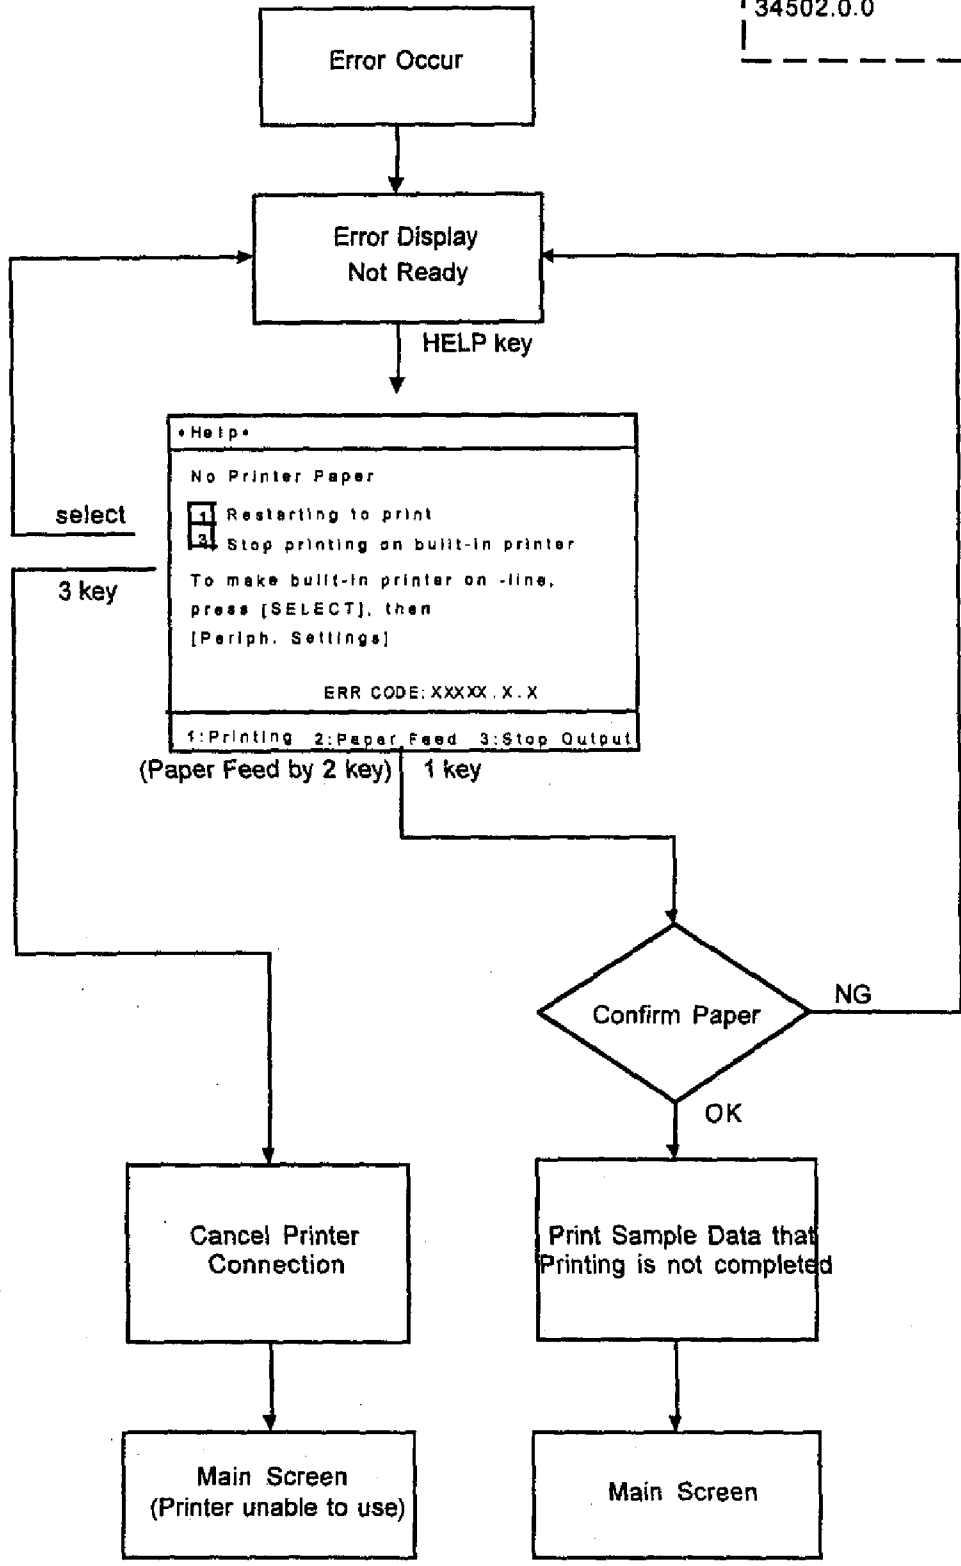 34502.0.0
Error Occur
Error Display
Not Ready
HELP key
•Help•
No Printer Paper
1 Restarting to print
3 Stop printing on built-in printer
To make built-in printer on -line,
press [SELECT], then
[Periph. Settings]
ERR CODE: XXXXX . X . X
1:Printing 2:Paper Feed 3:Stop Output
select
3 key
(Paper Feed by 2 key) 1 key
Confirm Paper
NG
OK
Cancel Printer
Connection
Print Sample Data that
Printing is not completed
Main Screen
(Printer unable to use)
Main Screen